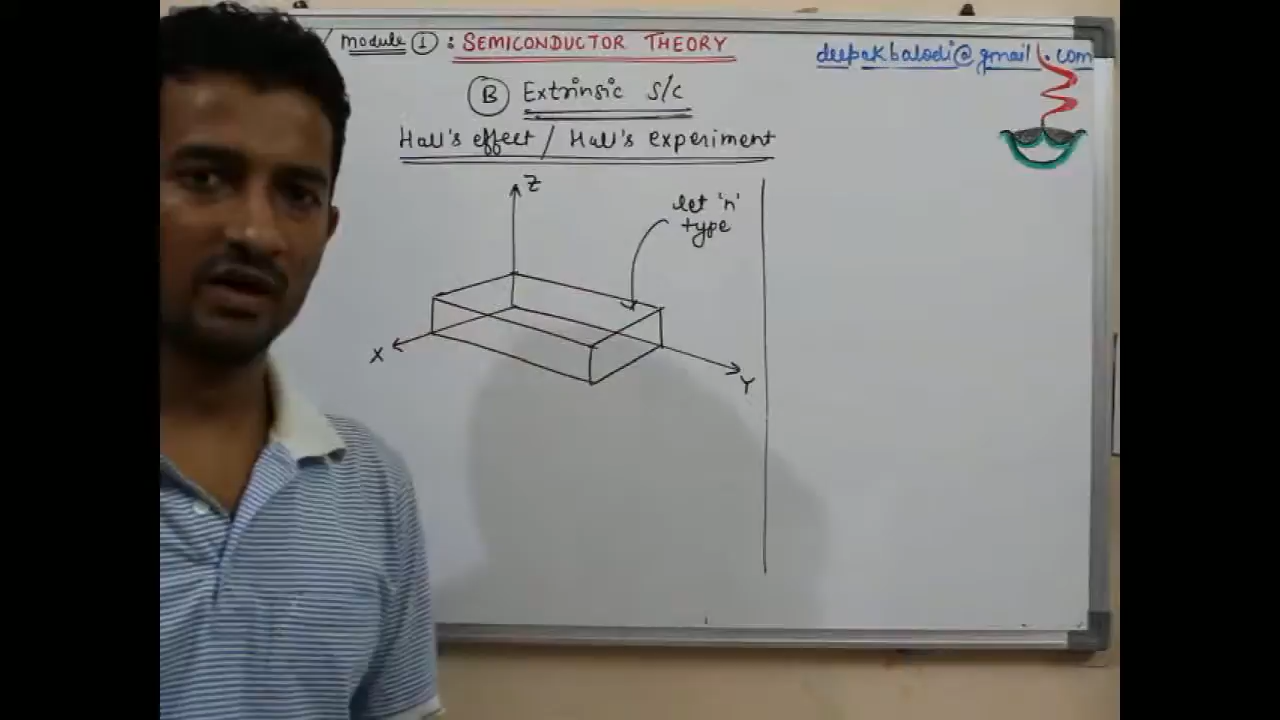 / Module ① : SEMICONDUCTOR THEORY
deepakbalodi@gmail.com
Ⓑ Extrinsic s/c
Hall's effect / Hall's experiment
Z
let 'n'
type
X
Y